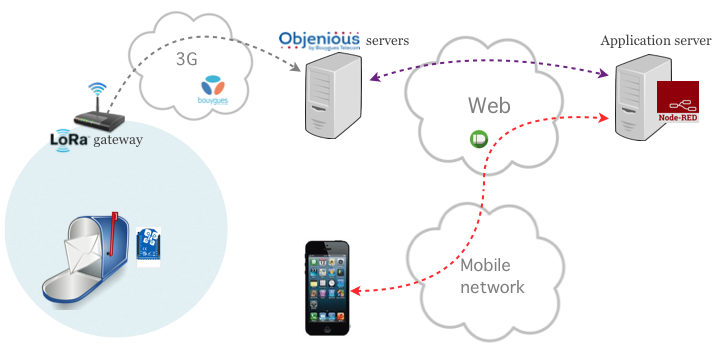 Objenious
by Bouygues Telecom
servers
Application server
3G
bouygues
Web
Node-RED
LoRa gateway
Mobile
network